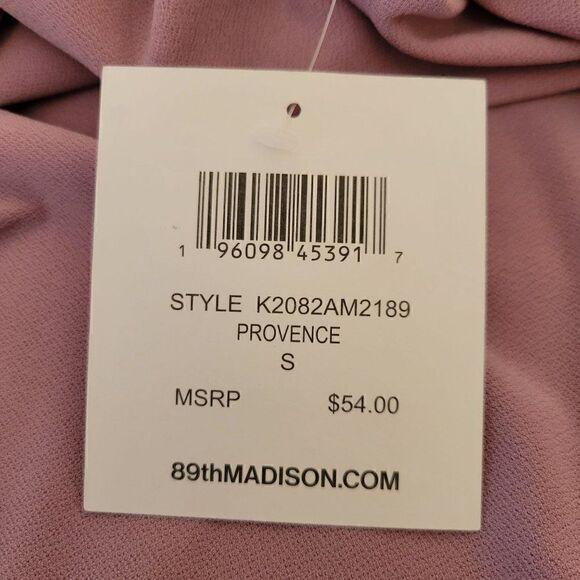 1 96098 45391 7
STYLE K2082AM2189
PROVENCE
S
MSRP $54.00
89thMADISON.COM